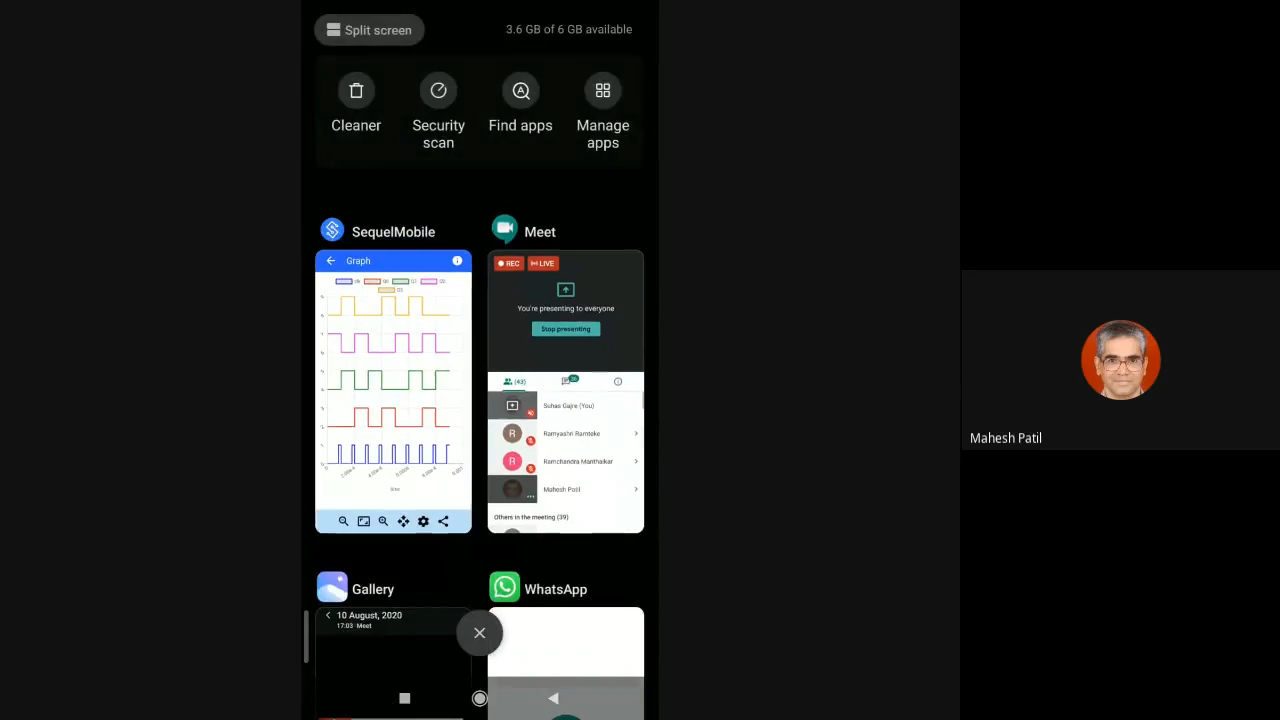 Split screen
3.6 GB of 6 GB available
Cleaner
Security
scan
Find apps
Manage
apps
SequelMobile
Meet
Graph
REC
LIVE
You're presenting to everyone
Stop presenting
(43)
Suhas Gajre (You)
R
Ramyashri Ramteke
R
Ramchandra Manthalkar
Mahesh Patil
Others in the meeting (39)
Gallery
WhatsApp
10 August, 2020
17:03 Meet
Mahesh Patil